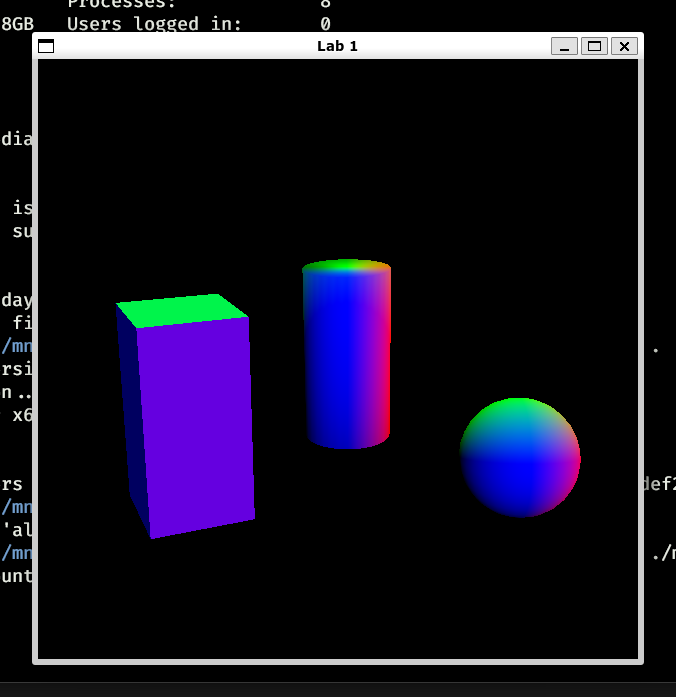 Processes: 8
8GB Users logged in: 0
Lab 1
dia
is
su
day
fi
/mn .
rsi
n..
x6
rs def2
/mn
'al
/mn ./m
unt